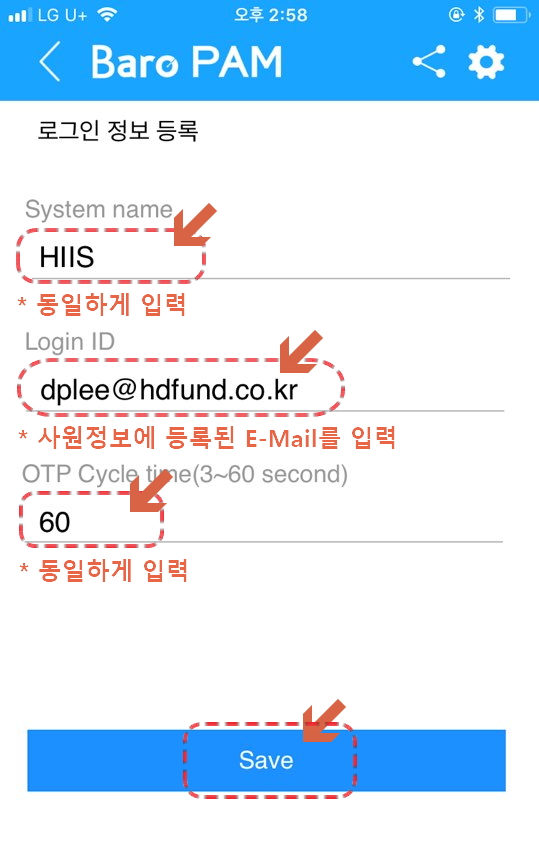 LG U+ 오후 2:58
Baro PAM
로그인 정보 등록
System name
HIIS
* 동일하게 입력
Login ID
dplee@hdfund.co.kr
* 사원정보에 등록된 E-Mail를 입력
OTP Cycle time(3~60 second)
60
* 동일하게 입력
Save